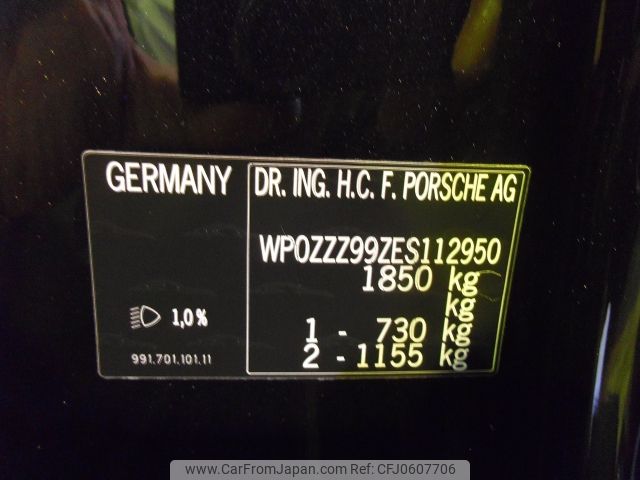 GERMANY
DR. ING. H.C. F. PORSCHE AG
WP0ZZZ99ZES112950
1850 kg
kg
1 - 730 kg
2 - 1155 kg
1,0%
991.701.101.11
www.CarFromJapan.com, CFJ0607706